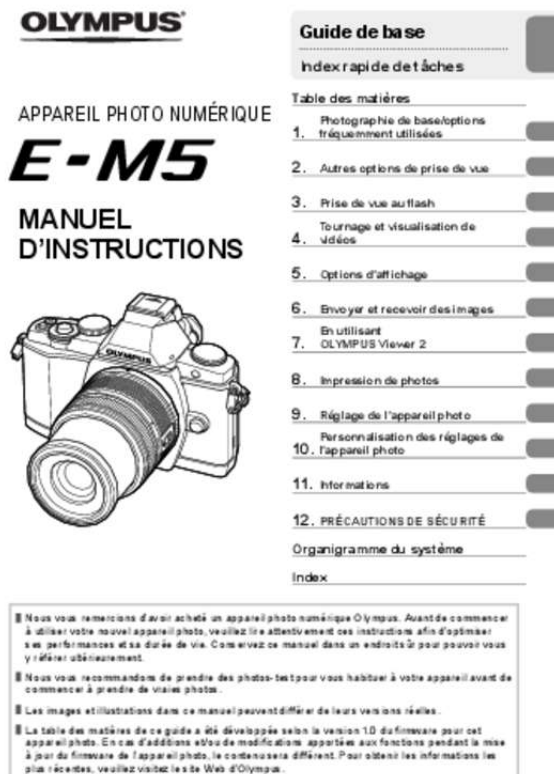 OLYMPUS
APPAREIL PHOTO NUMÉRIQUE
E-M5
MANUEL
D'INSTRUCTIONS
OLYMPUS
Guide de base
Index rapide de tâches
Table des matières
1. Photographie de base/options
fréquemment utilisées
2. Autres options de prise de vue
3. Prise de vue au flash
4. Tournage et visualisation de
vidéos
5. Options d'affichage
6. Envoyer et recevoir des images
7. En utilisant
OLYMPUS Viewer 2
8. Impression de photos
9. Réglage de l'appareil photo
10. Personnalisation des réglages de
l'appareil photo
11. Informations
12. PRÉCAUTIONS DE SÉCURITÉ
Organigramme du système
Index
Nous vous remercions d'avoir acheté un appareil photo numérique Olympus. Avant de commencer
à utiliser votre nouvel appareil photo, veuillez lire attentivement ces instructions afin d'optimiser
ses performances et sa durée de vie. Conservez ce manuel dans un endroit sûr pour pouvoir vous
y référer ultérieurement.
Nous vous recommandons de prendre des photos-test pour vous habituer à votre appareil avant de
commencer à prendre de vraies photos.
Les images et illustrations dans ce manuel peuvent différer de leurs versions réelles.
La table des matières de ce guide a été développée selon la version 1.0 du firmware pour cet
appareil photo. En cas d'additions et/ou de modifications apportées aux fonctions pendant la mise
à jour du firmware de l'appareil photo, le contenu sera différent. Pour obtenir les informations les
plus récentes, veuillez visitez le site Web d'Olympus.